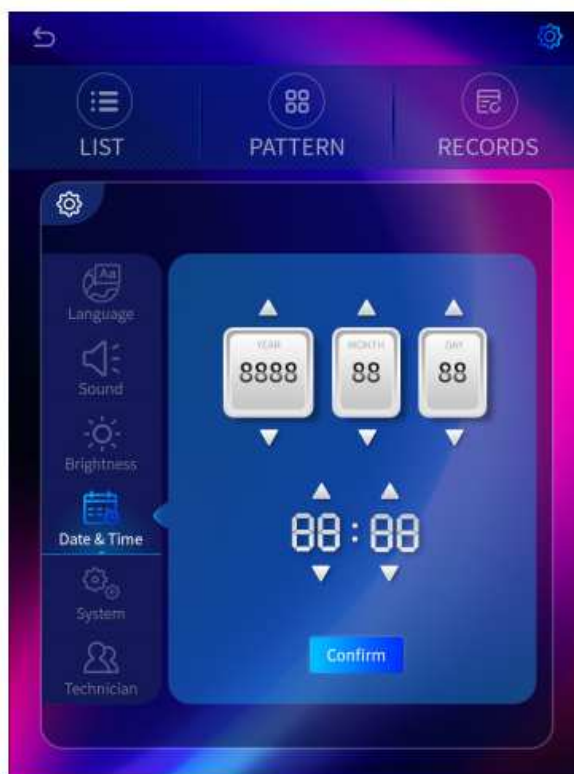 LIST PATTERN RECORDS
Aa
Language
Sound
Brightness
Date & Time
System
Technician
YEAR MONTH DAY
8888 88 88
88:88
Confirm